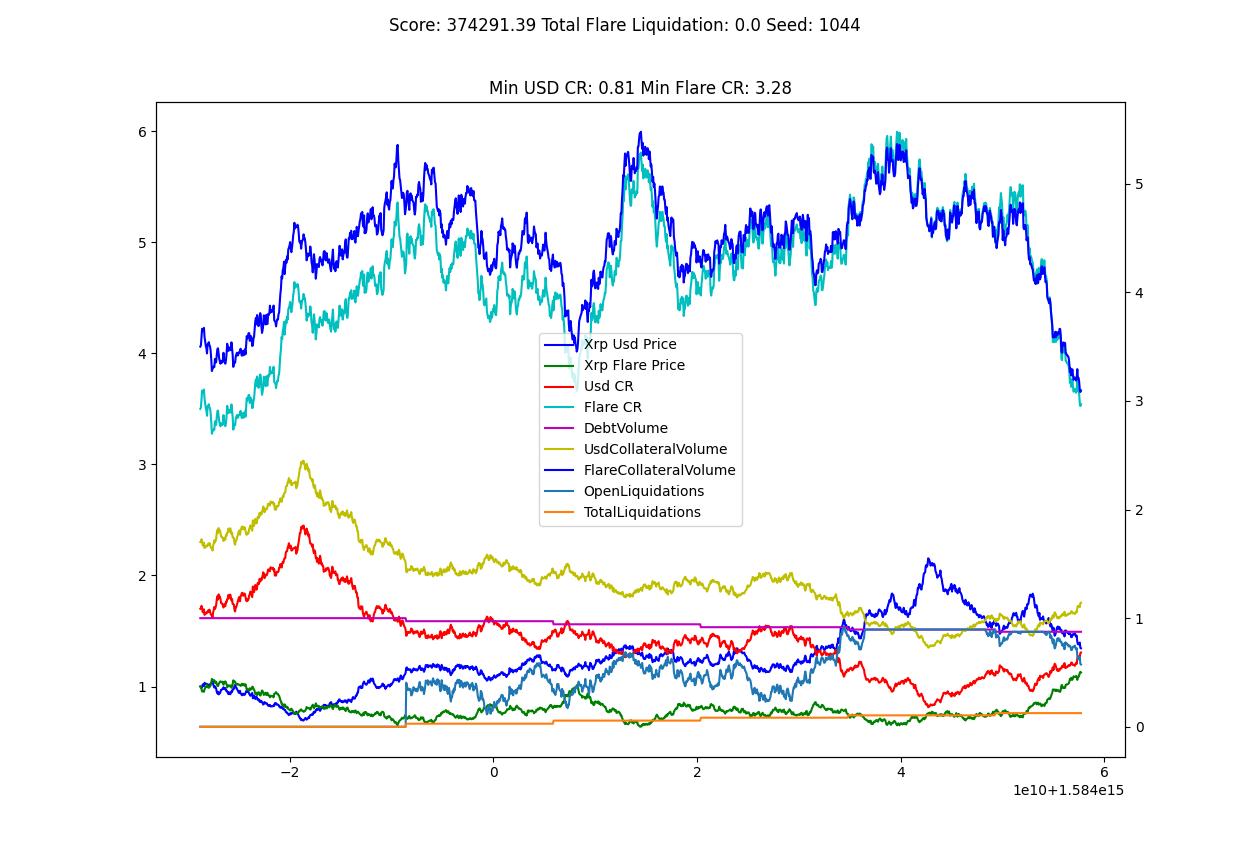 Score: 374291.39 Total Flare Liquidation: 0.0 Seed: 1044
Min USD CR: 0.81 Min Flare CR: 3.28
6
5
4
3
2
1
5
4
3
2
1
0
Xrp Usd Price
Xrp Flare Price
Usd CR
Flare CR
DebtVolume
UsdCollateralVolume
FlareCollateralVolume
OpenLiquidations
TotalLiquidations
−2 0 2 4 6
1e10+1.584e15